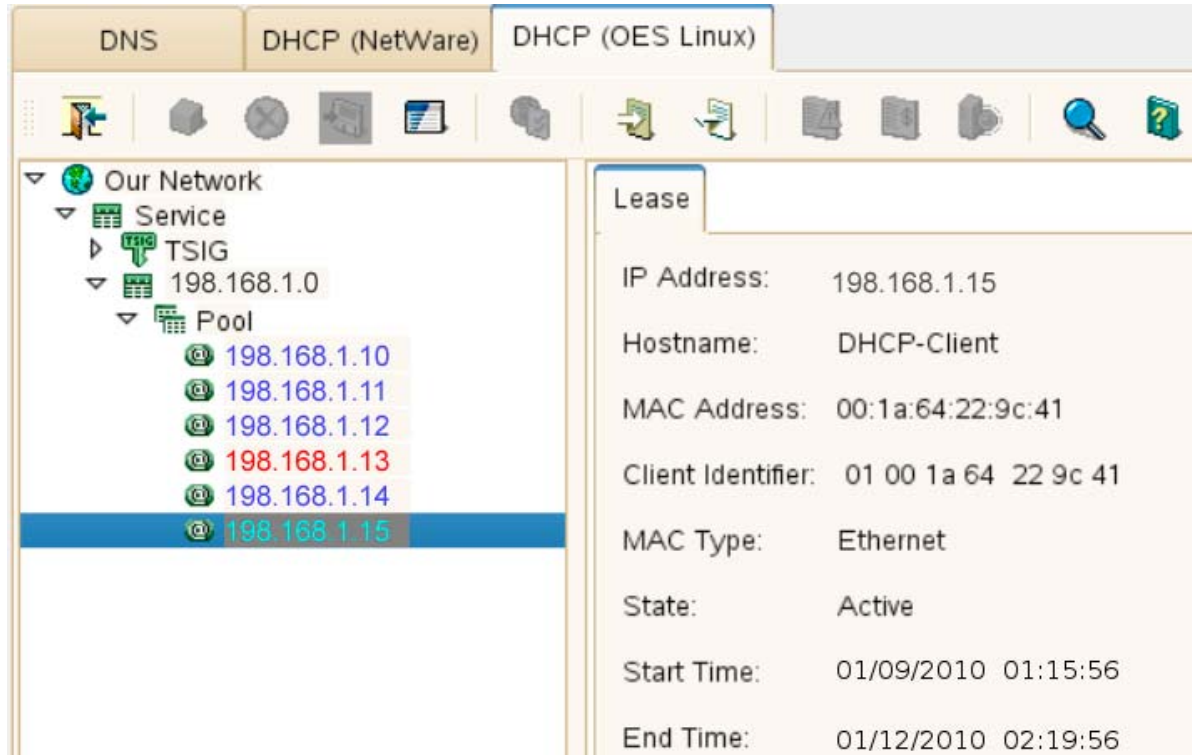 DNS
DHCP (NetWare)
DHCP (OES Linux)
Our Network
Service
TSIG
TSIG
198.168.1.0
Pool
198.168.1.10
198.168.1.11
198.168.1.12
198.168.1.13
198.168.1.14
198.168.1.15
Lease
IP Address: 198.168.1.15
Hostname: DHCP-Client
MAC Address: 00:1a:64:22:9c:41
Client Identifier: 01 00 1a 64 22 9c 41
MAC Type: Ethernet
State: Active
Start Time: 01/09/2010 01:15:56
End Time: 01/12/2010 02:19:56